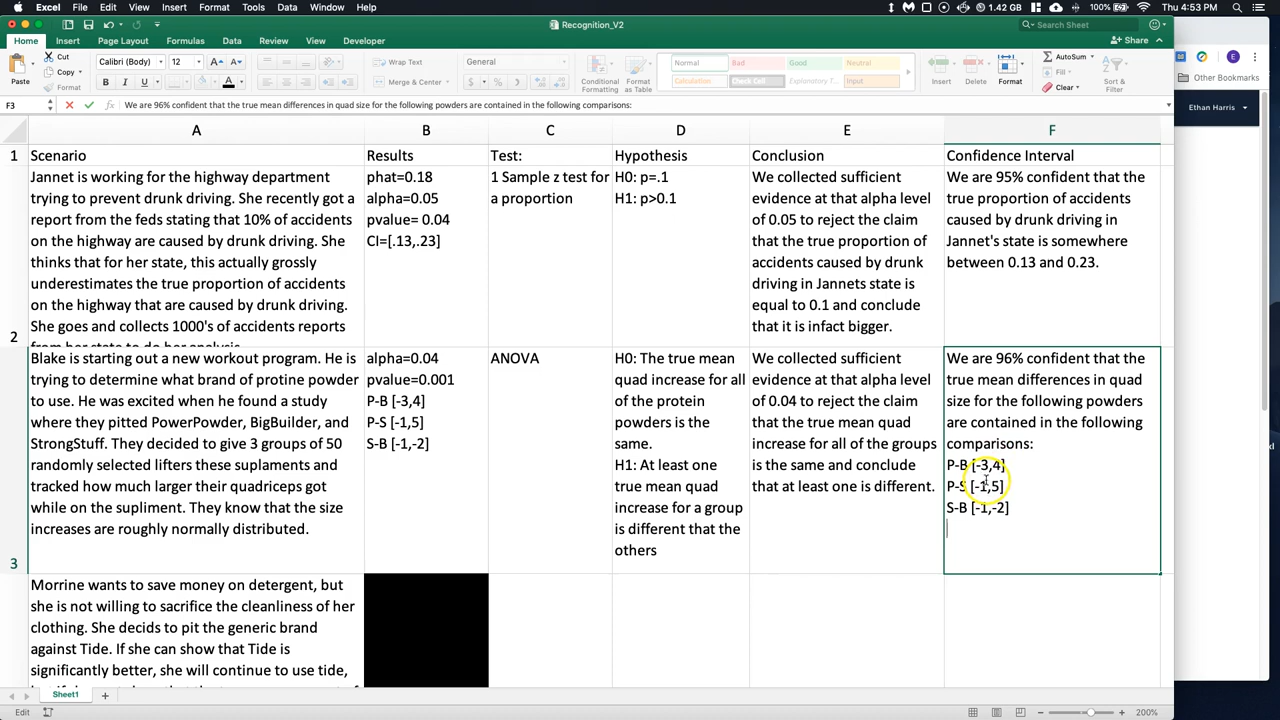 Excel File Edit View Insert Format Tools Data Window Help 1.42 GB 100% Thu 4:53 PM
Recognition_V2
Search Sheet
Home Insert Page Layout Formulas Data Review View Developer
Share
Paste Cut Copy Format
Calibri (Body) 12
B I U
Wrap Text
Merge & Center
General
Conditional Formatting
Format as Table
Normal Bad Good Neutral
Calculation Check Cell Explanatory T... Input
Insert Delete Format
AutoSum
Fill
Clear
Sort & Filter
F3 fx We are 96% confident that the true mean differences in quad size for the following powders are contained in the following comparisons:
Other Bookmarks
Ethan Harris
A B C D E F
1 Scenario Results Test: Hypothesis Conclusion Confidence Interval
2
Jannet is working for the highway department
trying to prevent drunk driving. She recently got a
report from the feds stating that 10% of accidents
on the highway are caused by drunk driving. She
thinks that for her state, this actually grossly
underestimates the true proportion of accidents
on the highway that are caused by drunk driving.
She goes and collects 1000's of accidents reports
from her state to do her analysis.
phat=0.18
alpha=0.05
pvalue= 0.04
CI=[.13,.23]
1 Sample z test for
a proportion
H0: p=.1
H1: p>0.1
We collected sufficient
evidence at that alpha level
of 0.05 to reject the claim
that the true proportion of
accidents caused by drunk
driving in Jannets state is
equal to 0.1 and conclude
that it is infact bigger.
We are 95% confident that the
true proportion of accidents
caused by drunk driving in
Jannet's state is somewhere
between 0.13 and 0.23.
3
Blake is starting out a new workout program. He is
trying to determine what brand of protine powder
to use. He was excited when he found a study
where they pitted PowerPowder, BigBuilder, and
StrongStuff. They decided to give 3 groups of 50
randomly selected lifters these suplaments and
tracked how much larger their quadriceps got
while on the supliment. They know that the size
increases are roughly normally distributed.
alpha=0.04
pvalue=0.001
P-B [-3,4]
P-S [-1,5]
S-B [-1,-2]
ANOVA
H0: The true mean
quad increase for all
of the protein
powders is the
same.
H1: At least one
true mean quad
increase for a group
is different that the
others
We collected sufficient
evidence at that alpha level
of 0.04 to reject the claim
that the true mean quad
increase for all of the groups
is the same and conclude
that at least one is different.
We are 96% confident that the
true mean differences in quad
size for the following powders
are contained in the following
comparisons:
P-B [-3,4]
P-S [-1,5]
S-B [-1,-2]
Morrine wants to save money on detergent, but
she is not willing to sacrifice the cleanliness of her
clothing. She decides to pit the generic brand
against Tide. If she can show that Tide is
significantly better, she will continue to use tide,
Sheet1
Edit
200%